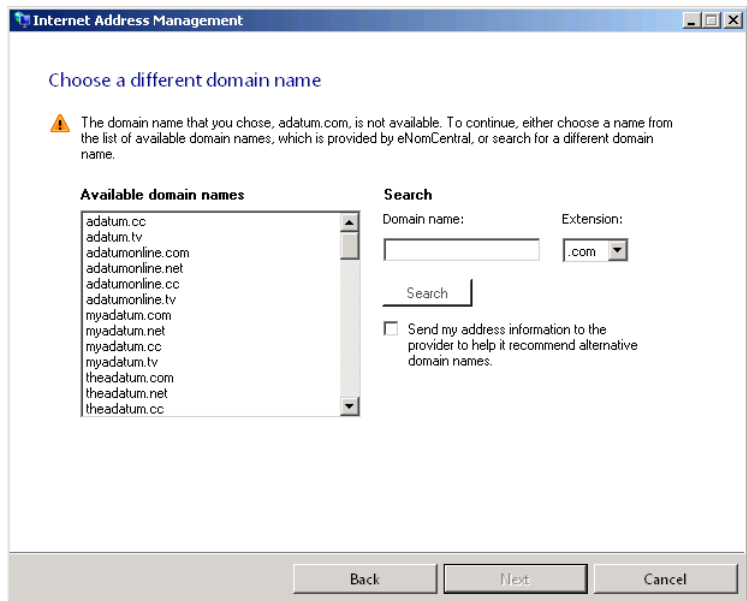 Internet Address Management
Choose a different domain name
The domain name that you chose, adatum.com, is not available. To continue, either choose a name from
the list of available domain names, which is provided by eNomCentral, or search for a different domain
name.
Available domain names
adatum.cc
adatum.tv
adatumonline.com
adatumonline.net
adatumonline.cc
adatumonline.tv
myadatum.com
myadatum.net
myadatum.cc
myadatum.tv
theadatum.com
theadatum.net
theadatum.cc
Search
Domain name:
Extension:
.com
Search
Send my address information to the
provider to help it recommend alternative
domain names.
Back
Next
Cancel